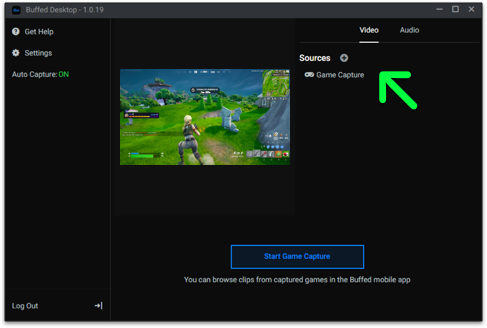 Buffed Desktop - 1.0.19
Get Help
Settings
Auto Capture: ON
Video
Audio
Sources
Game Capture
Start Game Capture
You can browse clips from captured games in the Buffed mobile app
Log Out